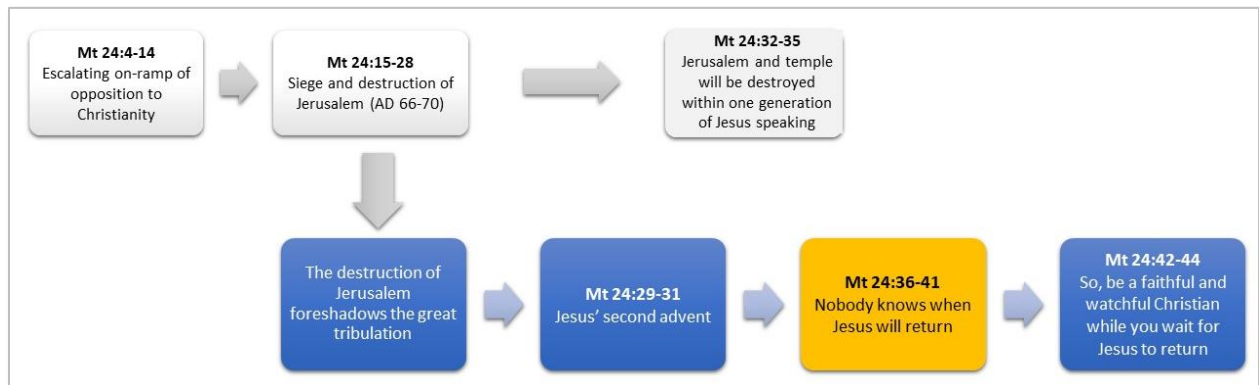 Mt 24:4-14
Escalating on-ramp of
opposition to
Christianity
Mt 24:15-28
Siege and destruction of
Jerusalem (AD 66-70)
Mt 24:32-35
Jerusalem and temple
will be destroyed
within one generation
of Jesus speaking
The destruction of
Jerusalem
foreshadows the great
tribulation
Mt 24:29-31
Jesus’ second advent
Mt 24:36-41
Nobody knows when
Jesus will return
Mt 24:42-44
So, be a faithful and
watchful Christian
while you wait for
Jesus to return